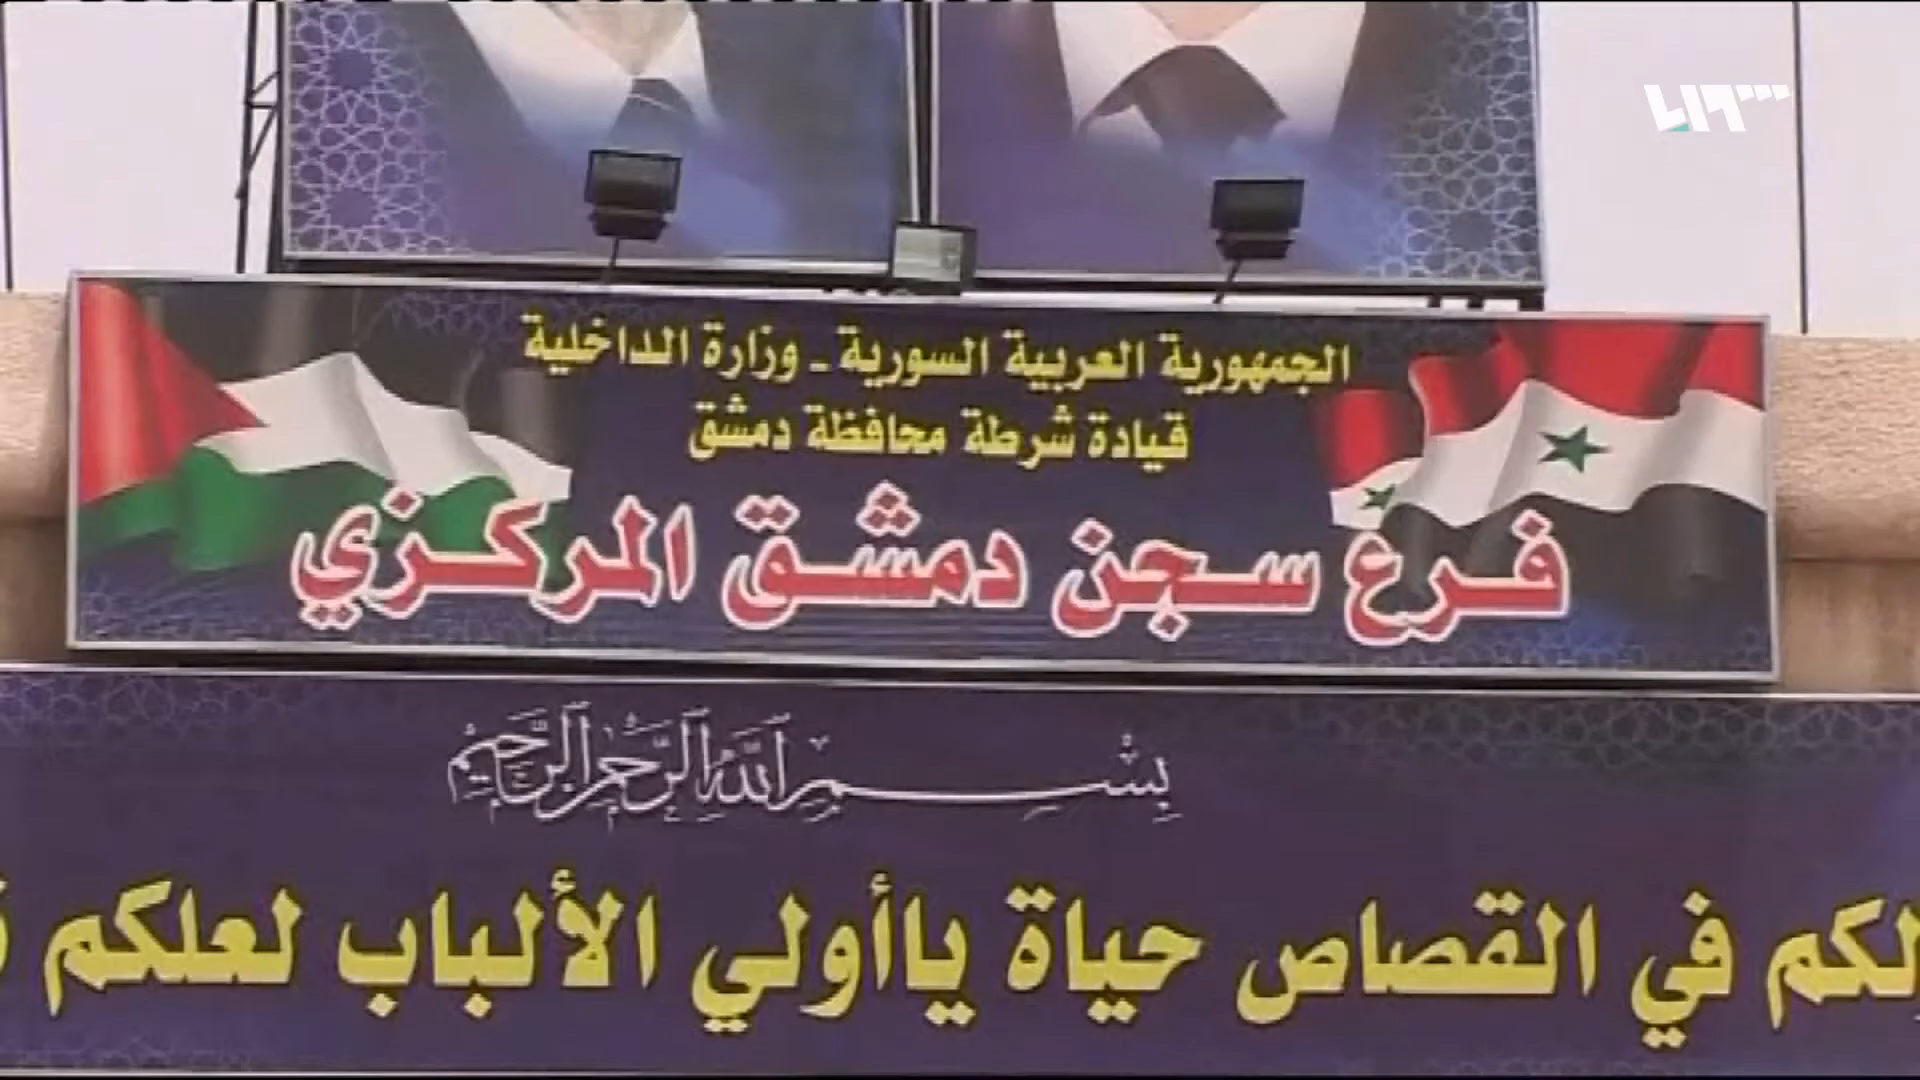 الجمهورية العربية السورية - وزارة الداخلية
قيادة شرطة محافظة دمشق
فرع سجن دمشق المركزي
بسم الله الرحمن الرحيم
لكم في القصاص حياة ياأولي الألباب لعلكم